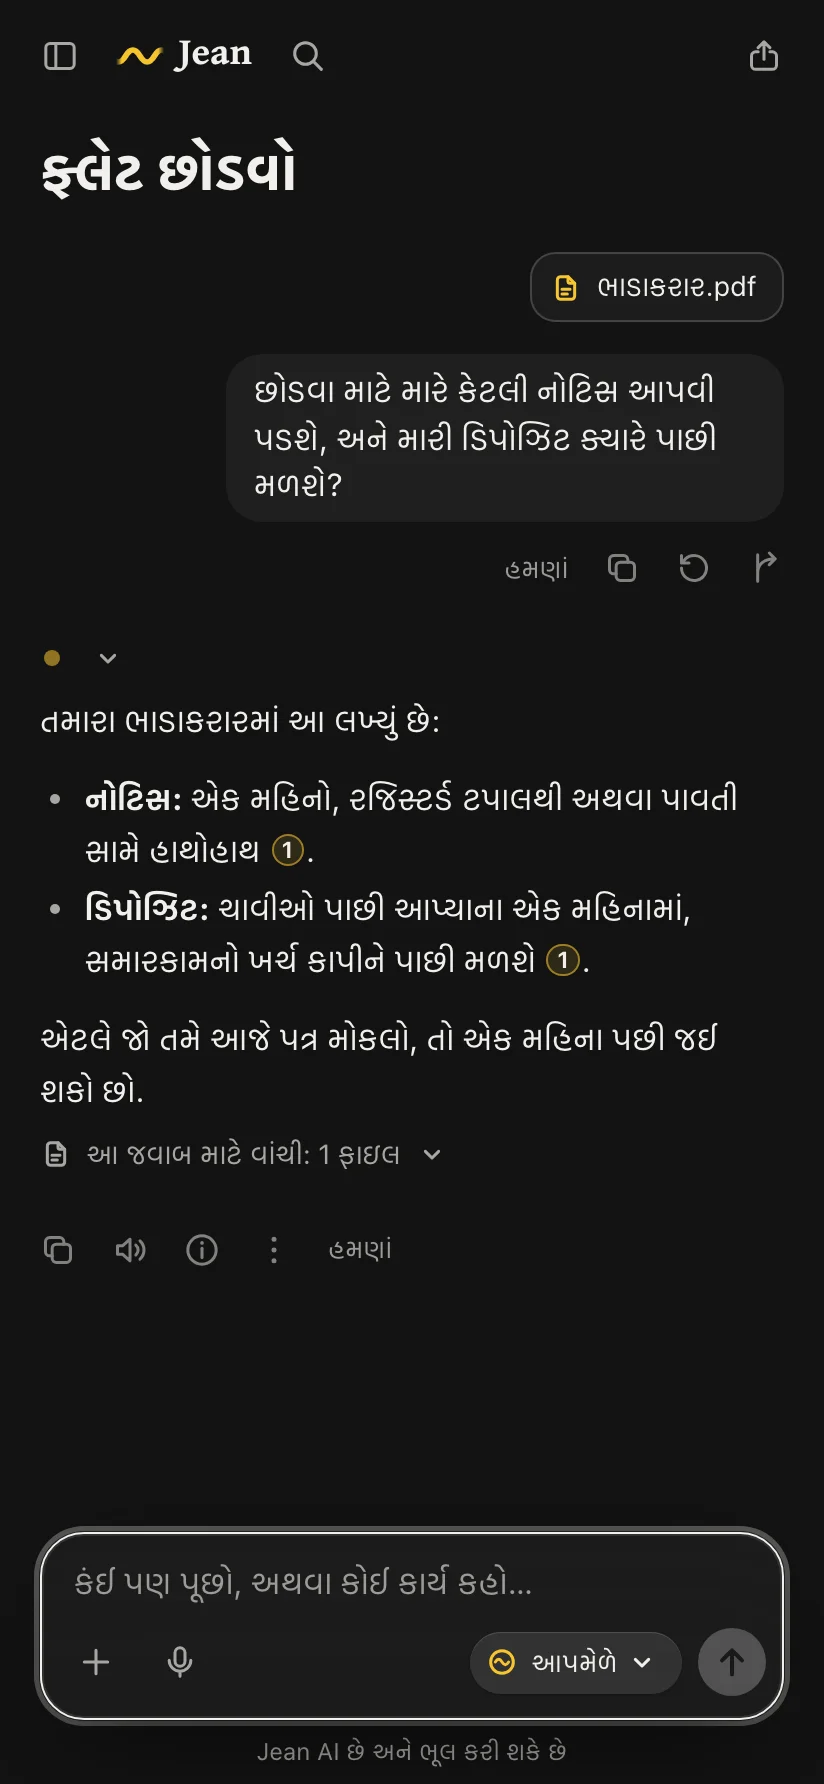 Jean
ફ્લેટ છોડવો
ભાડાકરાર.pdf
છોડવા માટે મારે કેટલી નોટિસ આપવી
પડશે, અને મારી ડિપોઝિટ ક્યારે પાછી
મળશે?
હમણાં
તમારા ભાડાકરારમાં આ લખ્યું છે:
• નોટિસ: એક મહિનો, રજિસ્ટર્ડ ટપાલથી અથવા પાવતી
સામે હાથોહાથ 1.
• ડિપોઝિટ: ચાવીઓ પાછી આપ્યાના એક મહિનામાં,
સમારકામનો ખર્ચ કાપીને પાછી મળશે 1.
એટલે જો તમે આજે પત્ર મોકલો, તો એક મહિના પછી જઈ
શકો છો.
આ જવાબ માટે વાંચી: 1 ફાઇલ
હમણાં
કંઈ પણ પૂછો, અથવા કોઈ કાર્ય કહો...
આપમેળે
Jean AI છે અને ભૂલ કરી શકે છે